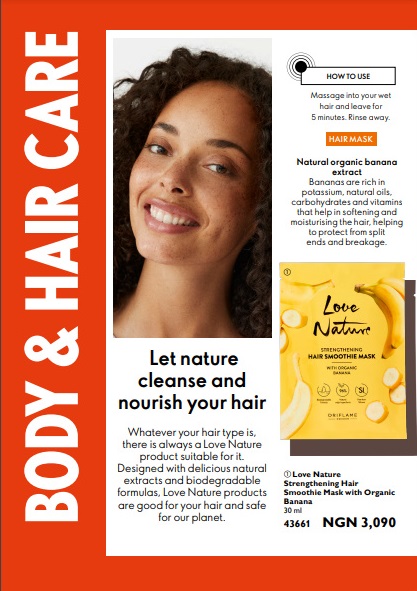 BODY & HAIR CARE
HOW TO USE
Massage into your wet
hair and leave for
5 minutes. Rinse away.
HAIR MASK
Natural organic banana
extract
Bananas are rich in
potassium, natural oils,
carbohydrates and vitamins
that help in softening and
moisturising the hair, helping
to protect from split
ends and breakage.
①
Love
Nature
STRENGTHENING
HAIR SMOOTHIE MASK
WITH ORGANIC
BANANA
ORIFLAME
Let nature
cleanse and
nourish your hair
Whatever your hair type is,
there is always a Love Nature
product suitable for it.
Designed with delicious natural
extracts and biodegradable
formulas, Love Nature products
are good for your hair and safe
for our planet.
① Love Nature
Strengthening Hair
Smoothie Mask with Organic
Banana
30 ml
43661 NGN 3,090